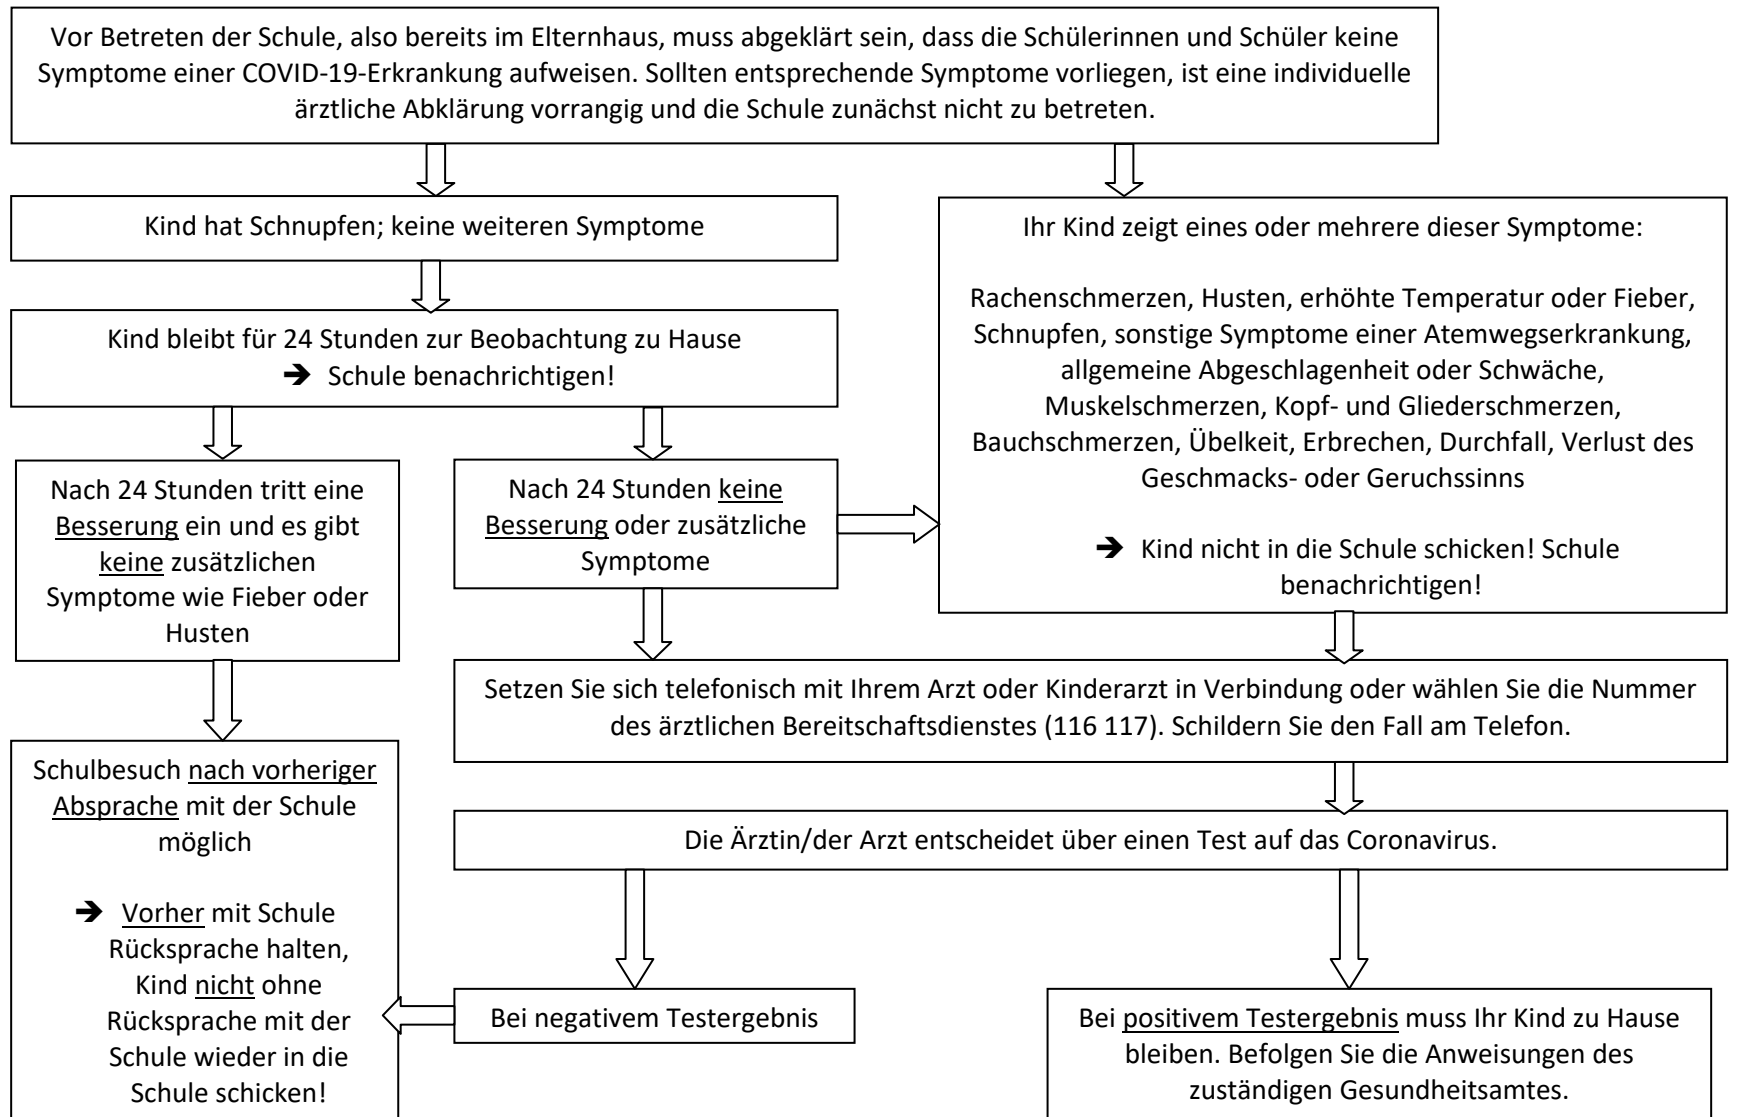 Vor Betreten der Schule, also bereits im Elternhaus, muss abgeklärt sein, dass die Schülerinnen und Schüler keine
Symptome einer COVID-19-Erkrankung aufweisen. Sollten entsprechende Symptome vorliegen, ist eine individuelle
ärztliche Abklärung vorrangig und die Schule zunächst nicht zu betreten.
Kind hat Schnupfen; keine weiteren Symptome
Kind bleibt für 24 Stunden zur Beobachtung zu Hause
➔ Schule benachrichtigen!
Nach 24 Stunden tritt eine
Besserung ein und es gibt
keine zusätzlichen
Symptome wie Fieber oder
Husten
Nach 24 Stunden keine
Besserung oder zusätzliche
Symptome
Ihr Kind zeigt eines oder mehrere dieser Symptome:
Rachenschmerzen, Husten, erhöhte Temperatur oder Fieber,
Schnupfen, sonstige Symptome einer Atemwegserkrankung,
allgemeine Abgeschlagenheit oder Schwäche,
Muskelschmerzen, Kopf- und Gliederschmerzen,
Bauchschmerzen, Übelkeit, Erbrechen, Durchfall, Verlust des
Geschmacks- oder Geruchssinns
➔ Kind nicht in die Schule schicken! Schule
benachrichtigen!
Setzen Sie sich telefonisch mit Ihrem Arzt oder Kinderarzt in Verbindung oder wählen Sie die Nummer
des ärztlichen Bereitschaftsdienstes (116 117). Schildern Sie den Fall am Telefon.
Schulbesuch nach vorheriger
Absprache mit der Schule
möglich
➔ Vorher mit Schule
Rücksprache halten,
Kind nicht ohne
Rücksprache mit der
Schule wieder in die
Schule schicken!
Die Ärztin/der Arzt entscheidet über einen Test auf das Coronavirus.
Bei negativem Testergebnis
Bei positivem Testergebnis muss Ihr Kind zu Hause
bleiben. Befolgen Sie die Anweisungen des
zuständigen Gesundheitsamtes.